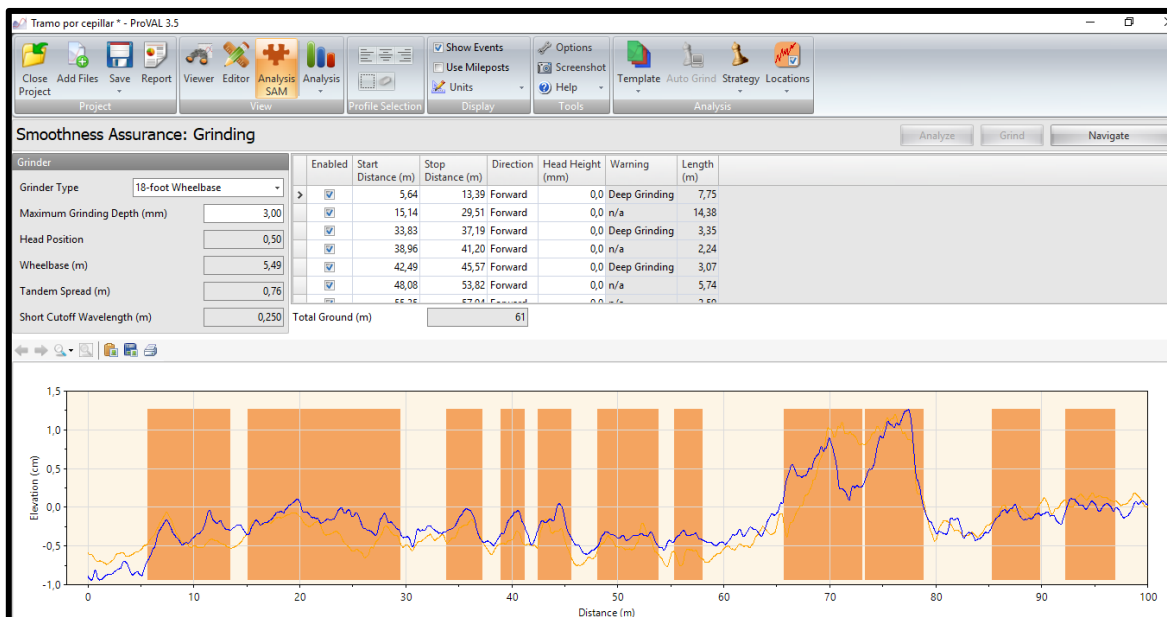 Tramo por cepillar * - ProVAL 3.5
Close Project Add Files Save Report Viewer Editor Analysis SAM Analysis Show Events Use Mileposts Units Options Screenshot Help Template Auto Grind Strategy Locations
Project View Profile Selection Display Tools Analysis
Smoothness Assurance: Grinding Analyze Grind Navigate
Grinder
Grinder Type 18-foot Wheelbase
Maximum Grinding Depth (mm) 3,00
Head Position 0,50
Wheelbase (m) 5,49
Tandem Spread (m) 0,76
Short Cutoff Wavelength (m) 0,250
Enabled Start Distance (m) Stop Distance (m) Direction Head Height (mm) Warning Length (m)
5,64 13,39 Forward 0,0 Deep Grinding 7,75
15,14 29,51 Forward 0,0 n/a 14,38
33,83 37,19 Forward 0,0 Deep Grinding 3,35
38,96 41,20 Forward 0,0 n/a 2,24
42,49 45,57 Forward 0,0 Deep Grinding 3,07
48,08 53,82 Forward 0,0 n/a 5,74
Total Ground (m) 61
1,5
1,0
0,5
0,0
-0,5
-1,0
Elevation (cm)
0 10 20 30 40 50 60 70 80 90 100
Distance (m)